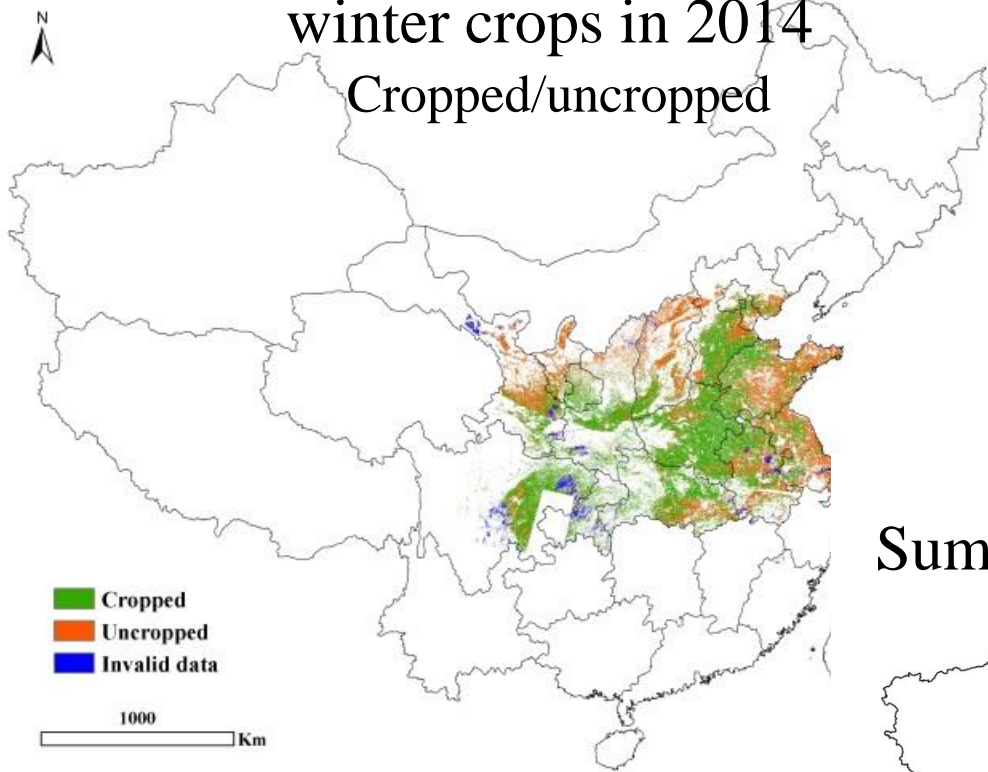 N
winter crops in 2014
Cropped/uncropped
Sum
Cropped
Uncropped
Invalid data
1000
Km